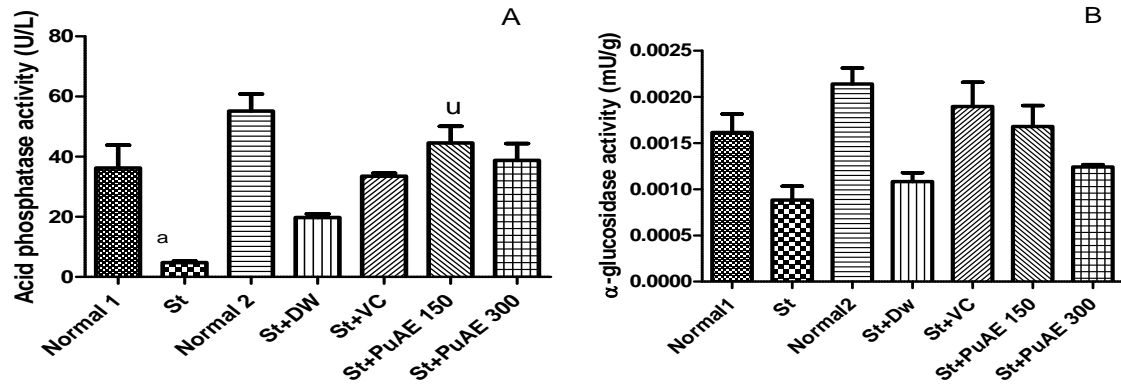 A
Acid phosphatase activity (U/L)
80
60
40
20
0
a
u
Normal 1
St
Normal 2
St+DW
St+VC
St+PuAE 150
St+PuAE 300
B
α-glucosidase activity (mU/g)
0.0025
0.0020
0.0015
0.0010
0.0005
0.0000
Normal1
St
Normal2
St+Dw
St+VC
St+PuAE 150
St+PuAE 300